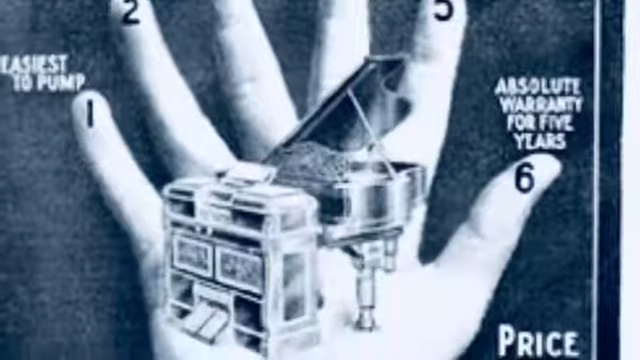 2
5
EASIEST
TO PUMP
1
ABSOLUTE
WARRANTY
FOR FIVE
YEARS
6
PRICE